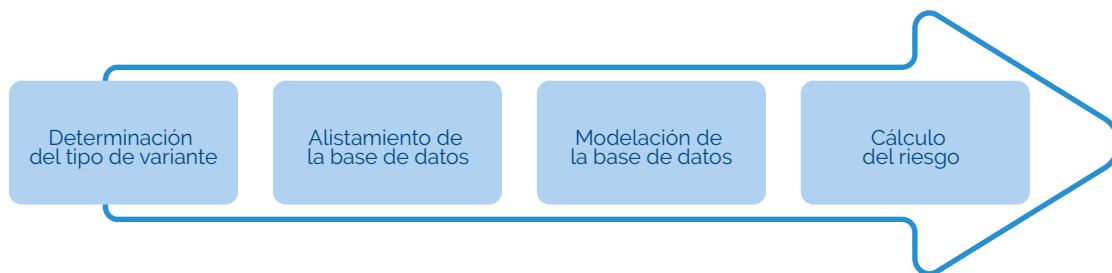 Determinación
del tipo de variante
Alistamiento de
la base de datos
Modelación de
la base de datos
Cálculo
del riesgo